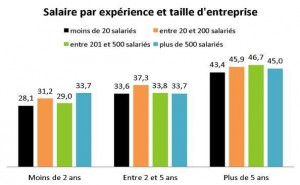 Salaire par expérience et taille d'entreprise
moins de 20 salariés entre 20 et 200 salariés
entre 201 et 500 salariés plus de 500 salariés
28,1 31,2 29,0 33,7 33,6 37,3 33,8 33,7 43,4 45,9 46,7 45,0
Moins de 2 ans Entre 2 et 5 ans Plus de 5 ans